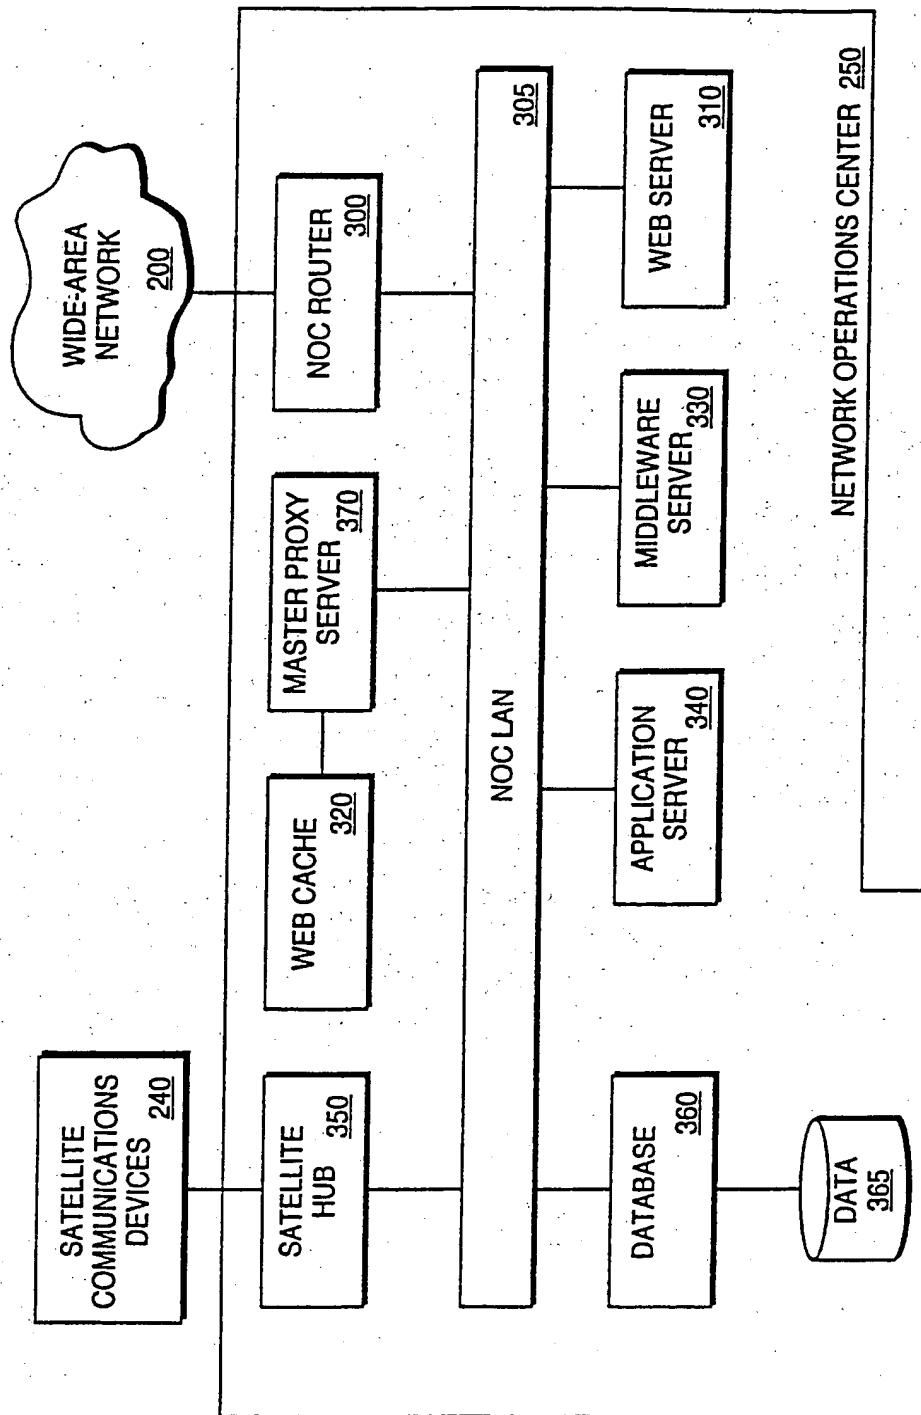 SATELLITE
COMMUNICATIONS
DEVICES 240
WIDE-AREA
NETWORK
200
SATELLITE
HUB 350
WEB CACHE
320
MASTER PROXY
SERVER 370
NOC ROUTER
300
NOC LAN
305
DATABASE
360
APPLICATION
SERVER 340
MIDDLEWARE
SERVER 330
WEB SERVER
310
DATA
365
NETWORK OPERATIONS CENTER 250